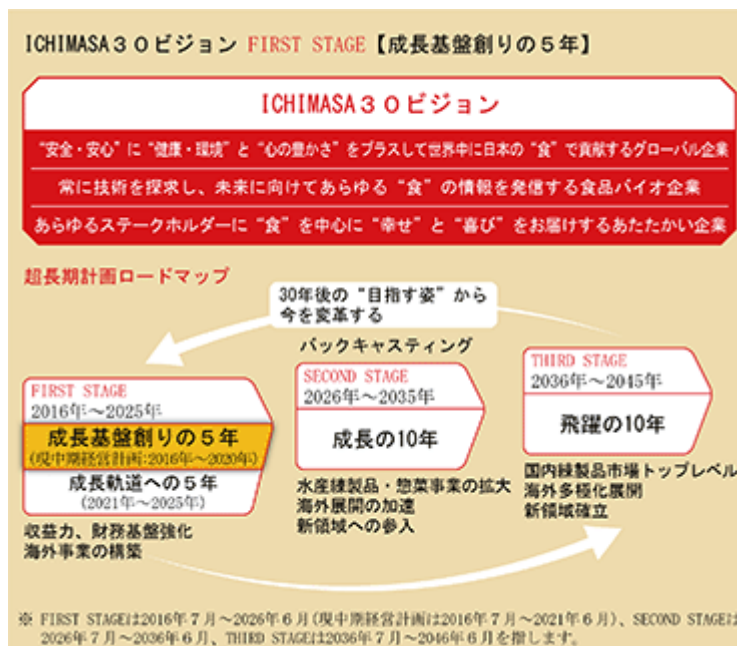 ICHIMASA30ビジョン FIRST STAGE【成長基盤創りの5年】
ICHIMASA30ビジョン
“安全・安心”に“健康・環境”と“心の豊かさ”をプラスして世界中に日本の“食”で貢献するグローバル企業
常に技術を探求し、未来に向けてあらゆる“食”の情報を発信する食品バイオ企業
あらゆるステークホルダーに“食”を中心に“幸せ”と“喜び”をお届けするあたたかい企業
超長期計画ロードマップ
30年後の“目指す姿”から
今を変革する
バックキャスティング
FIRST STAGE
2016年～2025年
成長基盤創りの5年
(現中期経営計画:2016年～2020年)
成長軌道への5年
(2021年～2025年)
収益力、財務基盤強化
海外事業の構築
SECOND STAGE
2026年～2035年
成長の10年
水産練製品・惣菜事業の拡大
海外展開の加速
新領域への参入
THIRD STAGE
2036年～2045年
飛躍の10年
国内練製品市場トップレベル
海外多極化展開
新領域確立
※ FIRST STAGEは2016年7月～2026年6月(現中期経営計画は2016年7月～2021年6月)、SECOND STAGEは
2026年7月～2036年6月、THIRD STAGEは2036年7月～2046年6月を指します。